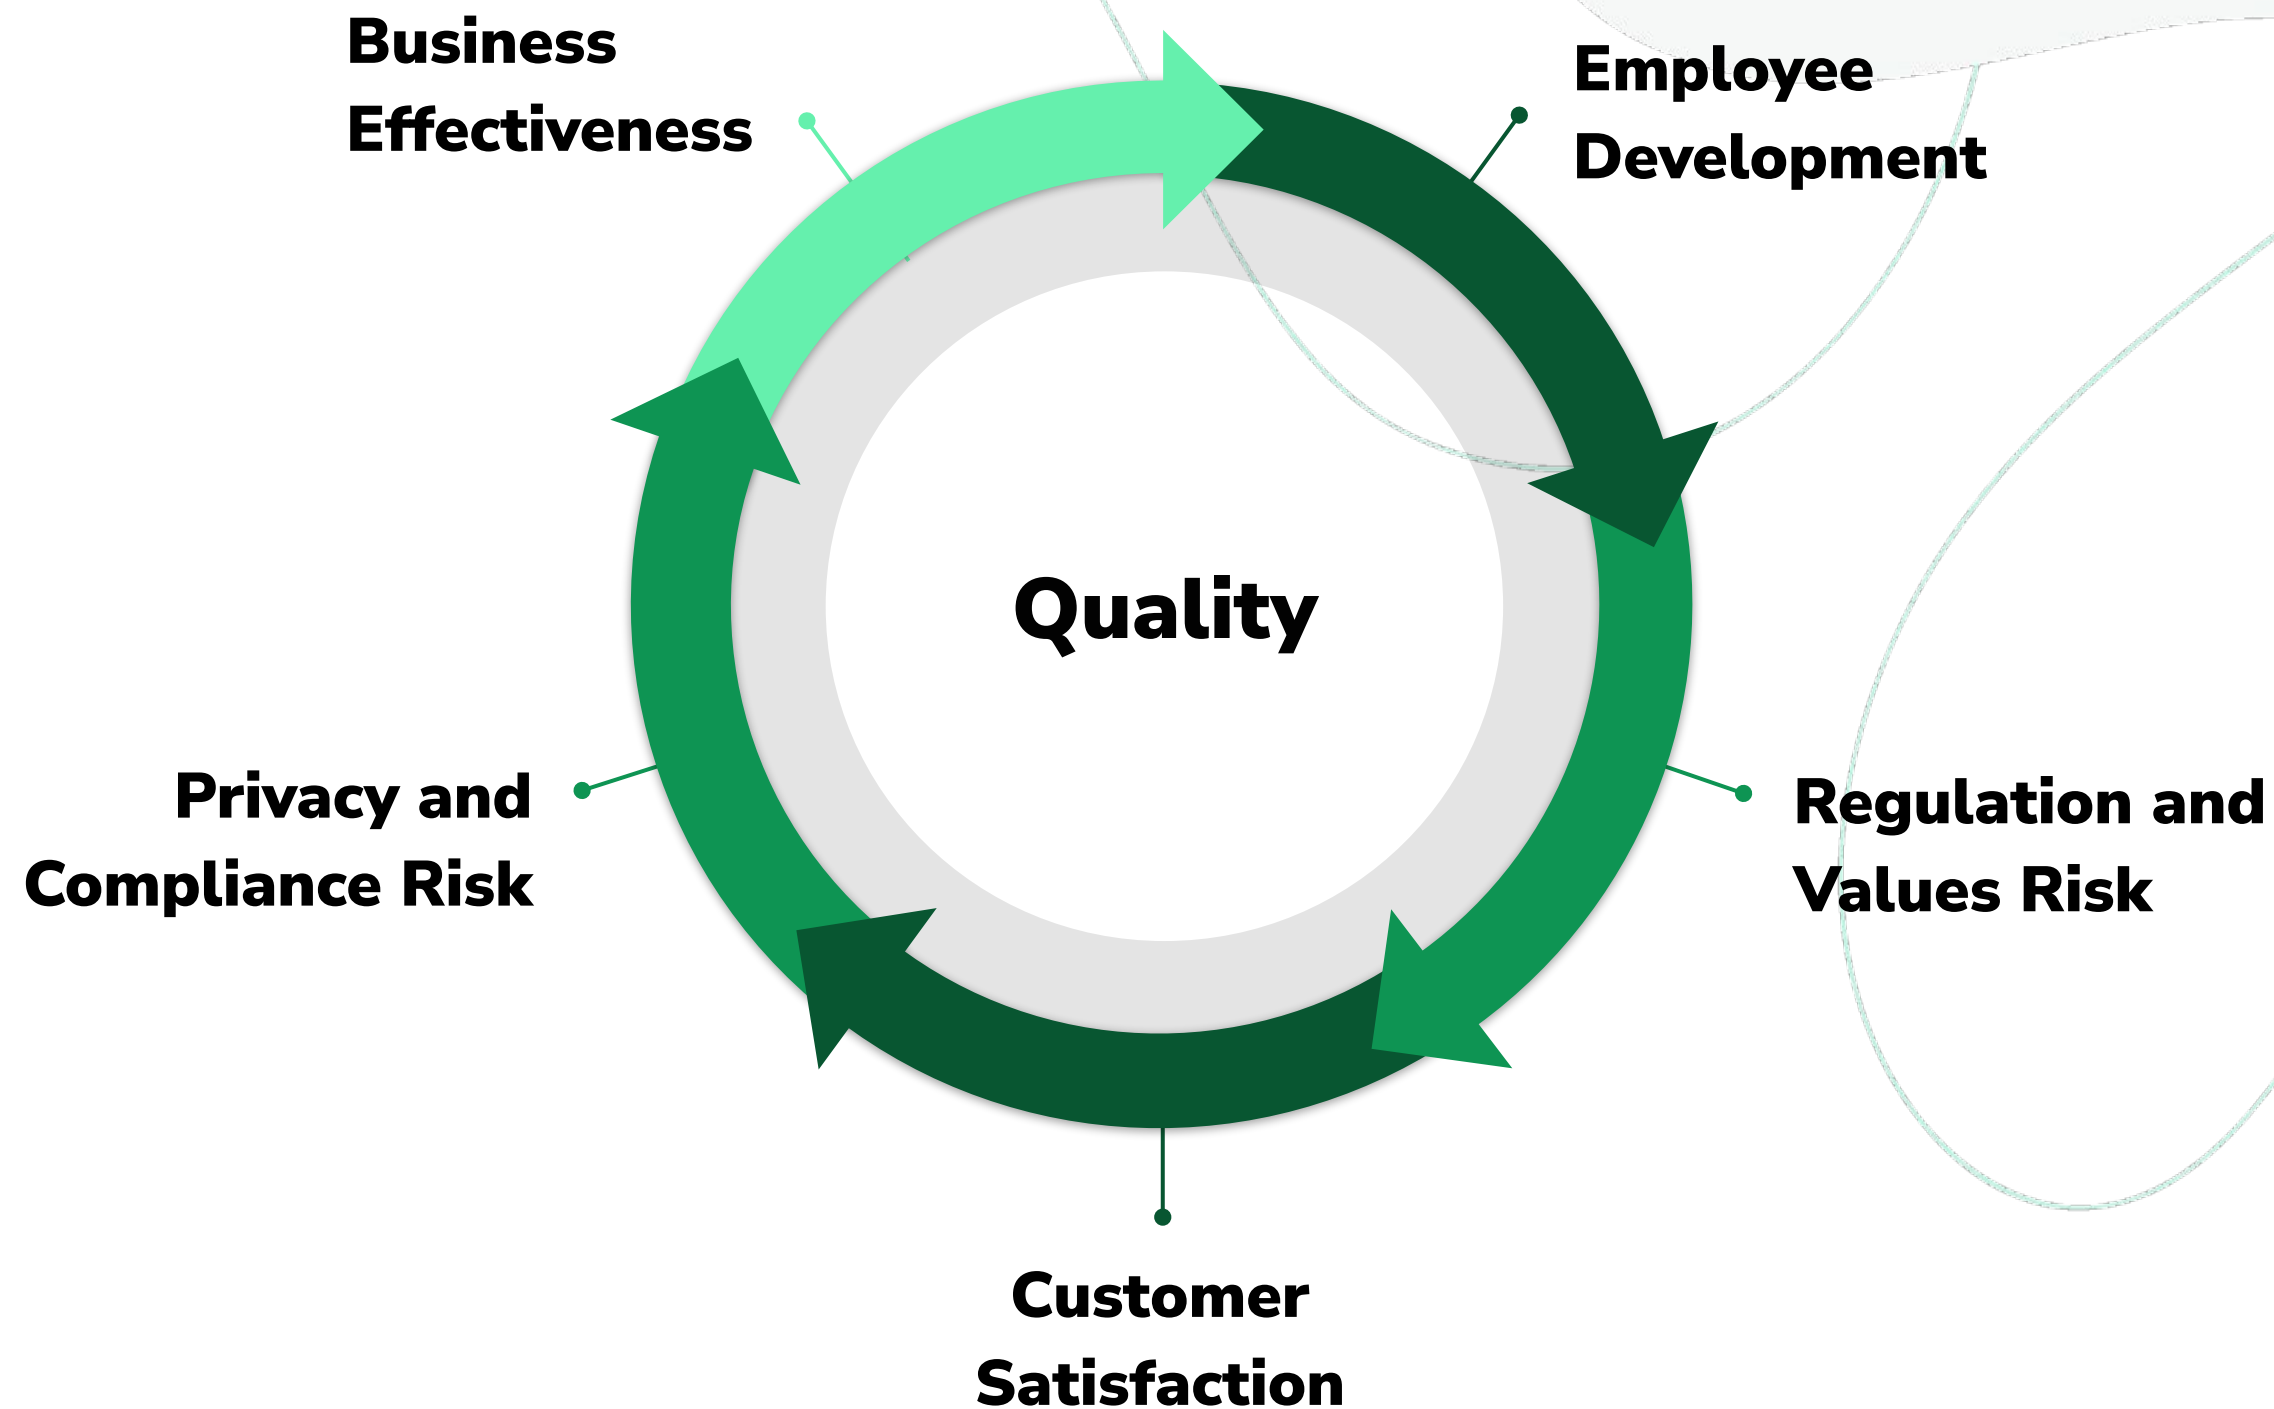 Business
Effectiveness
Employee
Development
Quality
Privacy and
Compliance Risk
Regulation and
Values Risk
Customer
Satisfaction